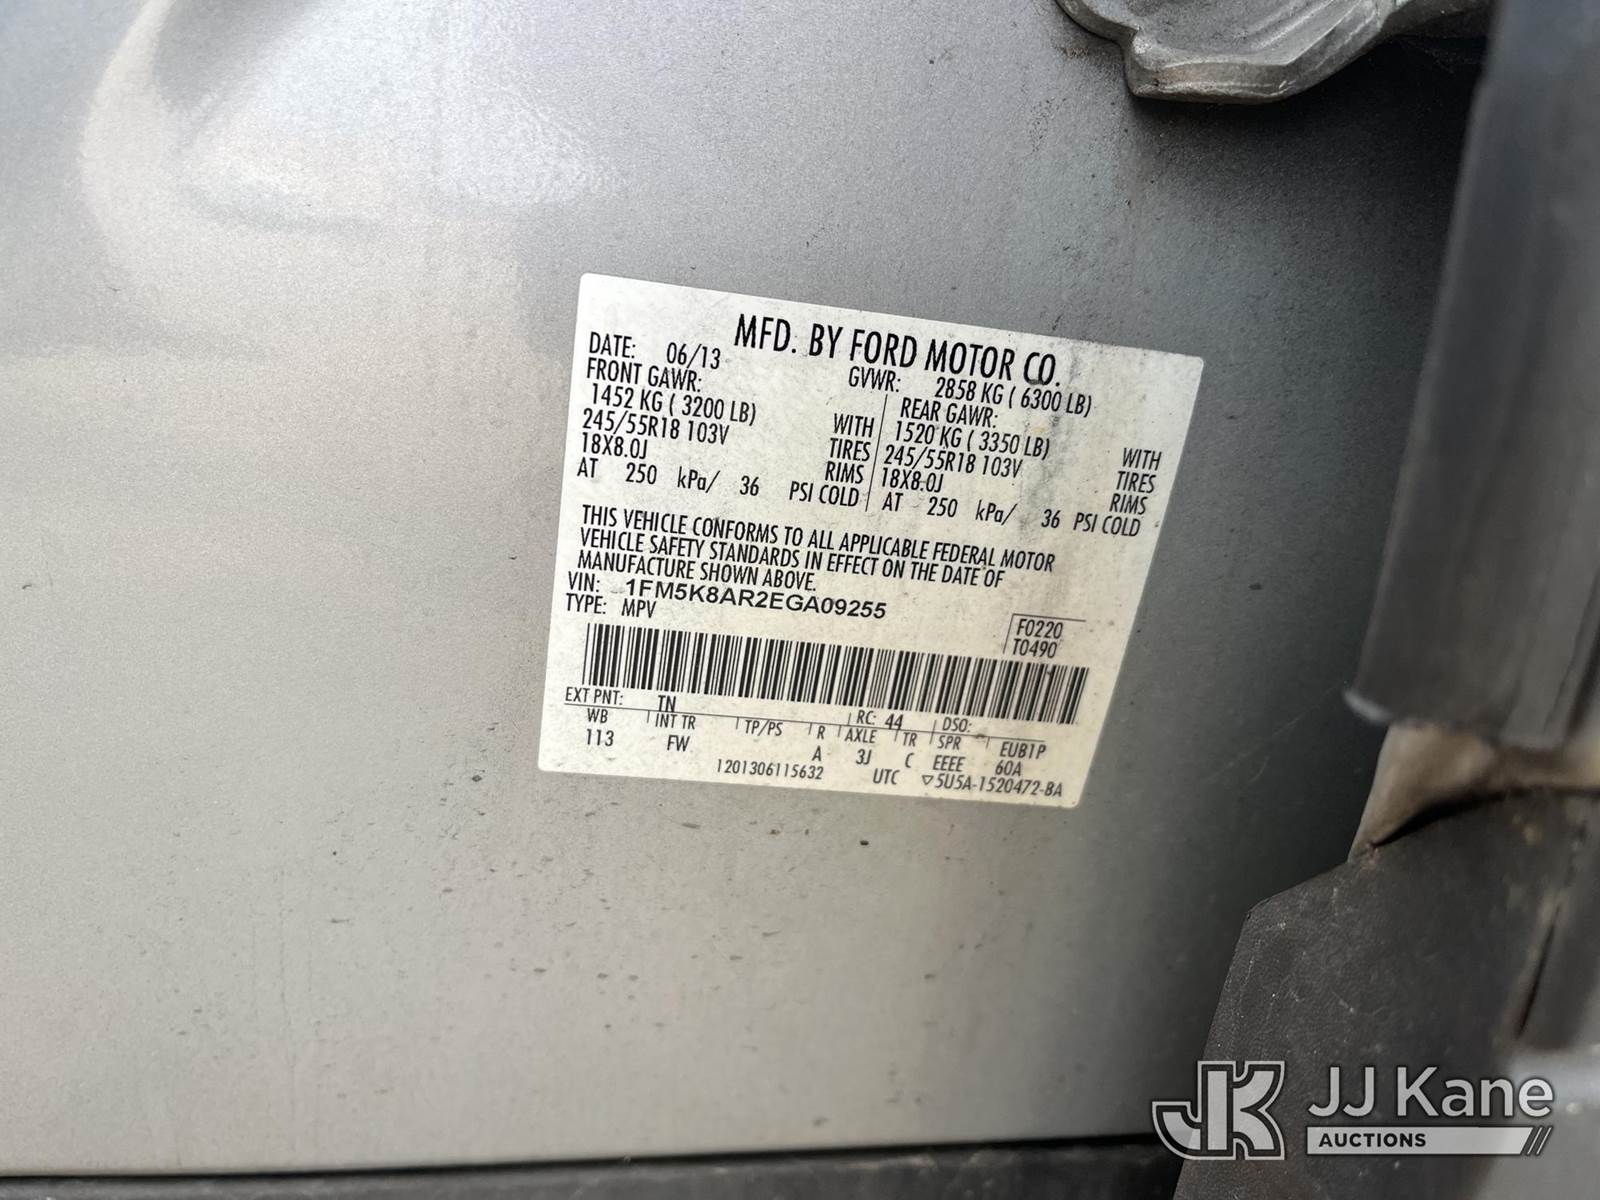 MFD. BY FORD MOTOR CO.
DATE: 06/13 GVWR: 2858 KG ( 6300 LB)
FRONT GAWR: REAR GAWR:
1452 KG ( 3200 LB) WITH 1520 KG ( 3350 LB) WITH
245/55R18 103V TIRES 245/55R18 103V TIRES
18X8.0J RIMS 18X8.0J RIMS
AT 250 kPa/ 36 PSI COLD AT 250 kPa/ 36 PSI COLD
THIS VEHICLE CONFORMS TO ALL APPLICABLE FEDERAL MOTOR
VEHICLE SAFETY STANDARDS IN EFFECT ON THE DATE OF
MANUFACTURE SHOWN ABOVE.
VIN: 1FM5K8AR2EGA09255
TYPE: MPV F0220
T0490
EXT PNT: TN RC: 44 DSO:
WB INT TR TP/PS R AXLE TR SPR EUB1P
113 FW A 3J C EEEE 60A
1201306115632 UTC ▽5U5A-1520472-BA
JK JJ Kane
AUCTIONS